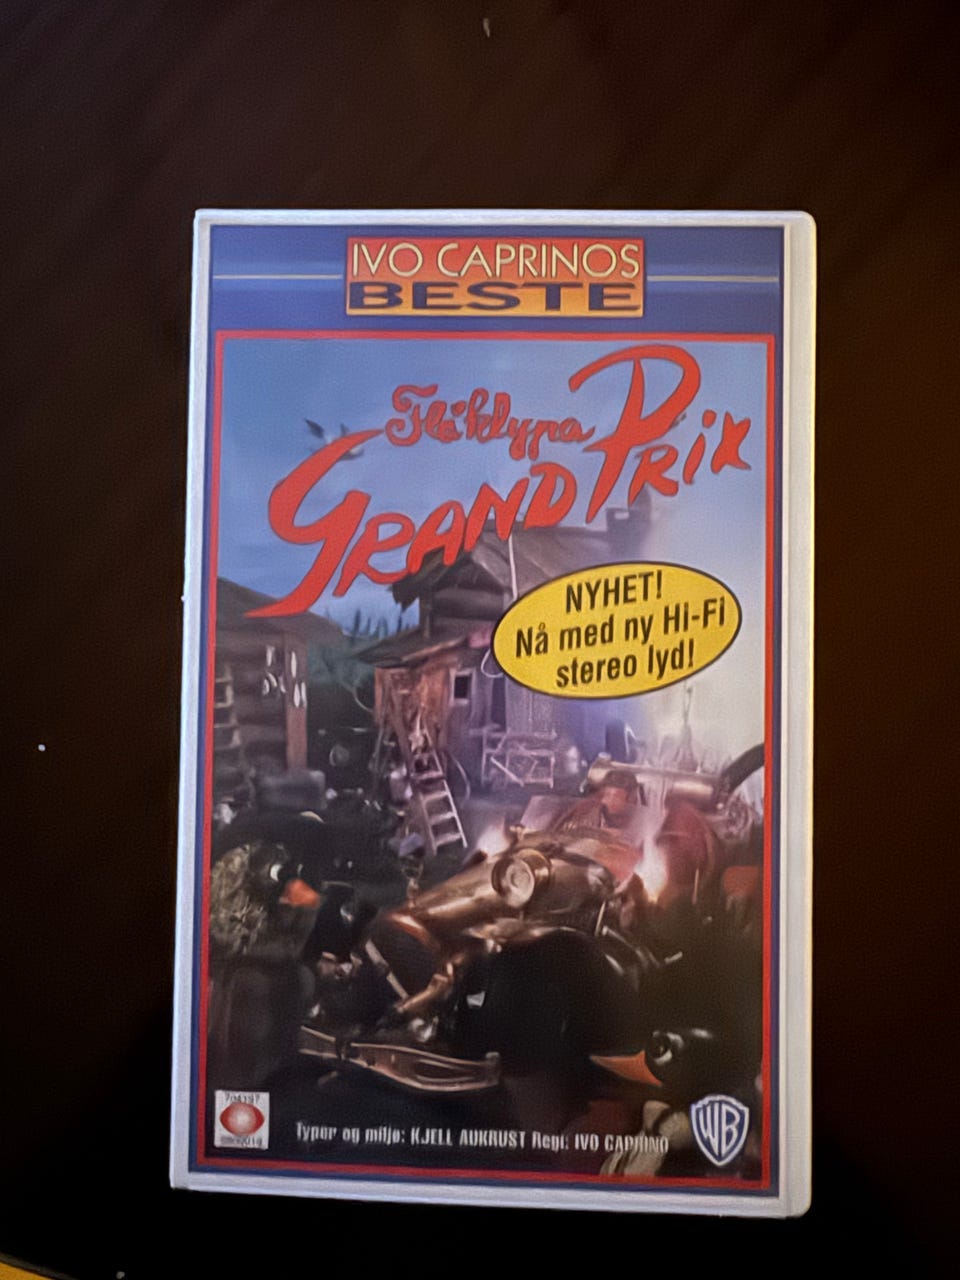 IVO CAPRINOS
BESTE
Flåklypa
GRAND PRIX
NYHET!
Nå med ny Hi-Fi
stereo lyd!
Typer og miljø: KJELL AUKRUST Regi: IVO CAPRINO
WB